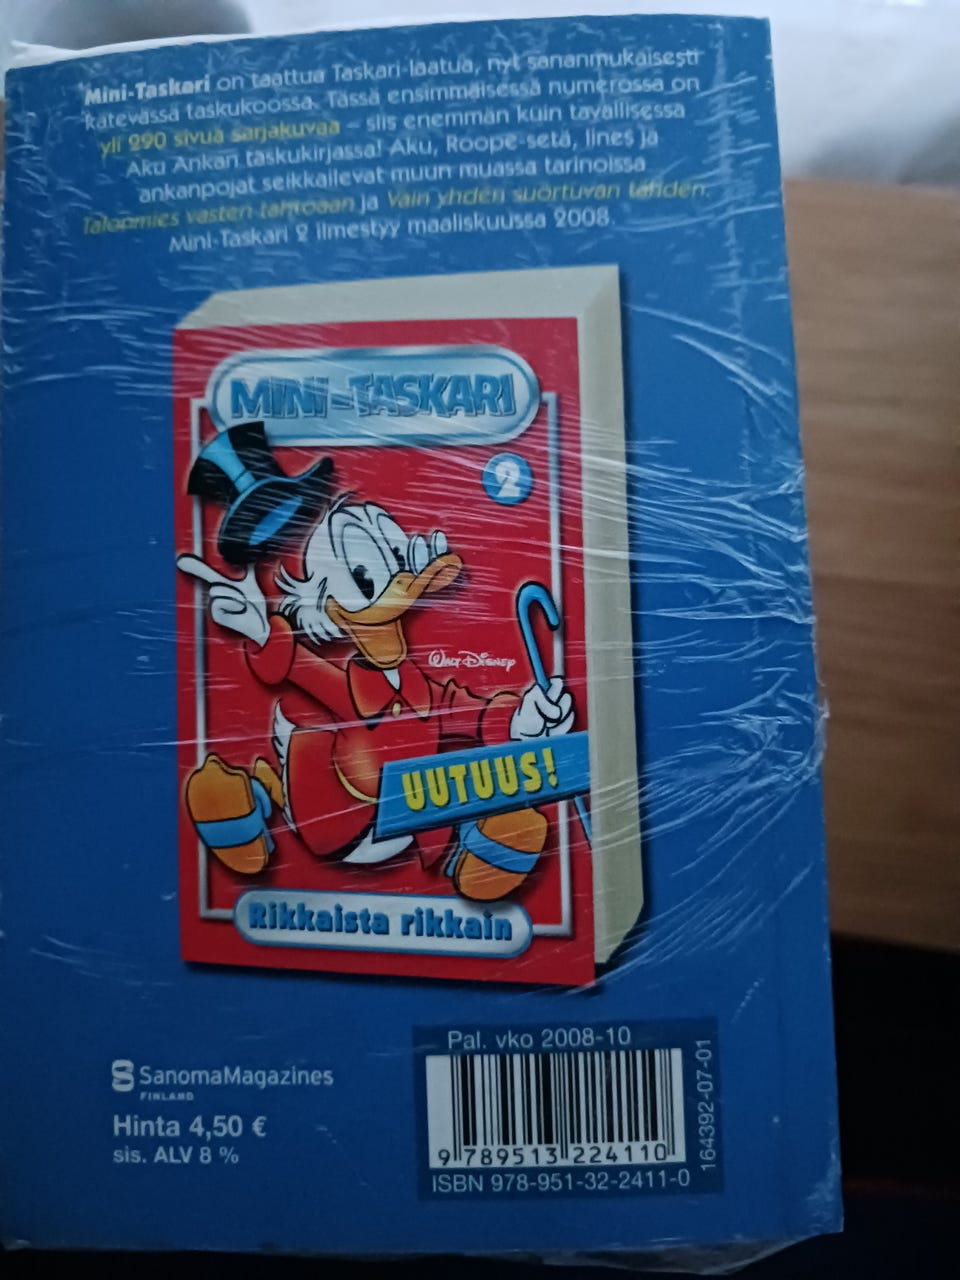 Mini-Taskari on taattua Taskari-laatua, nyt sananmukaisesti
kätevässä taskukoossa. Tässä ensimmäisessä numerossa on
yli 290 sivua sarjakuvaa – siis enemmän kuin tavallisessa
Aku Ankan taskukirjassa! Aku, Roope-setä, Iines ja
ankanpojat seikkailevat muun muassa tarinoissa
Talonmies vasten tahtoaan ja Vain yhden suortuvan tähden.
Mini-Taskari 2 ilmestyy maaliskuussa 2008.
MINI-TASKARI
2
WALT DISNEY
UUTUUS!
Rikkaista rikkain
SanomaMagazines
FINLAND
Hinta 4,50 €
sis. ALV 8 %
Pal. vko 2008-10
9 789513 224110
ISBN 978-951-32-2411-0
164392-07-01